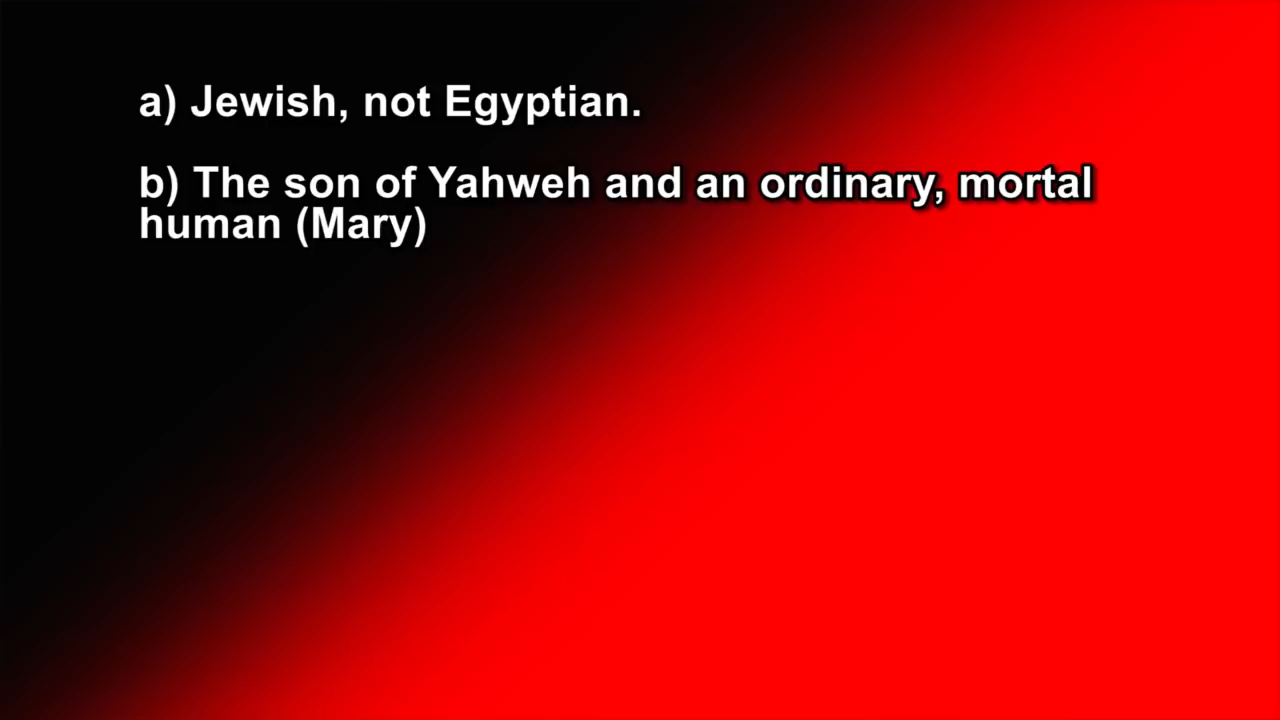 a) Jewish, not Egyptian.
b) The son of Yahweh and an ordinary, mortal
human (Mary)